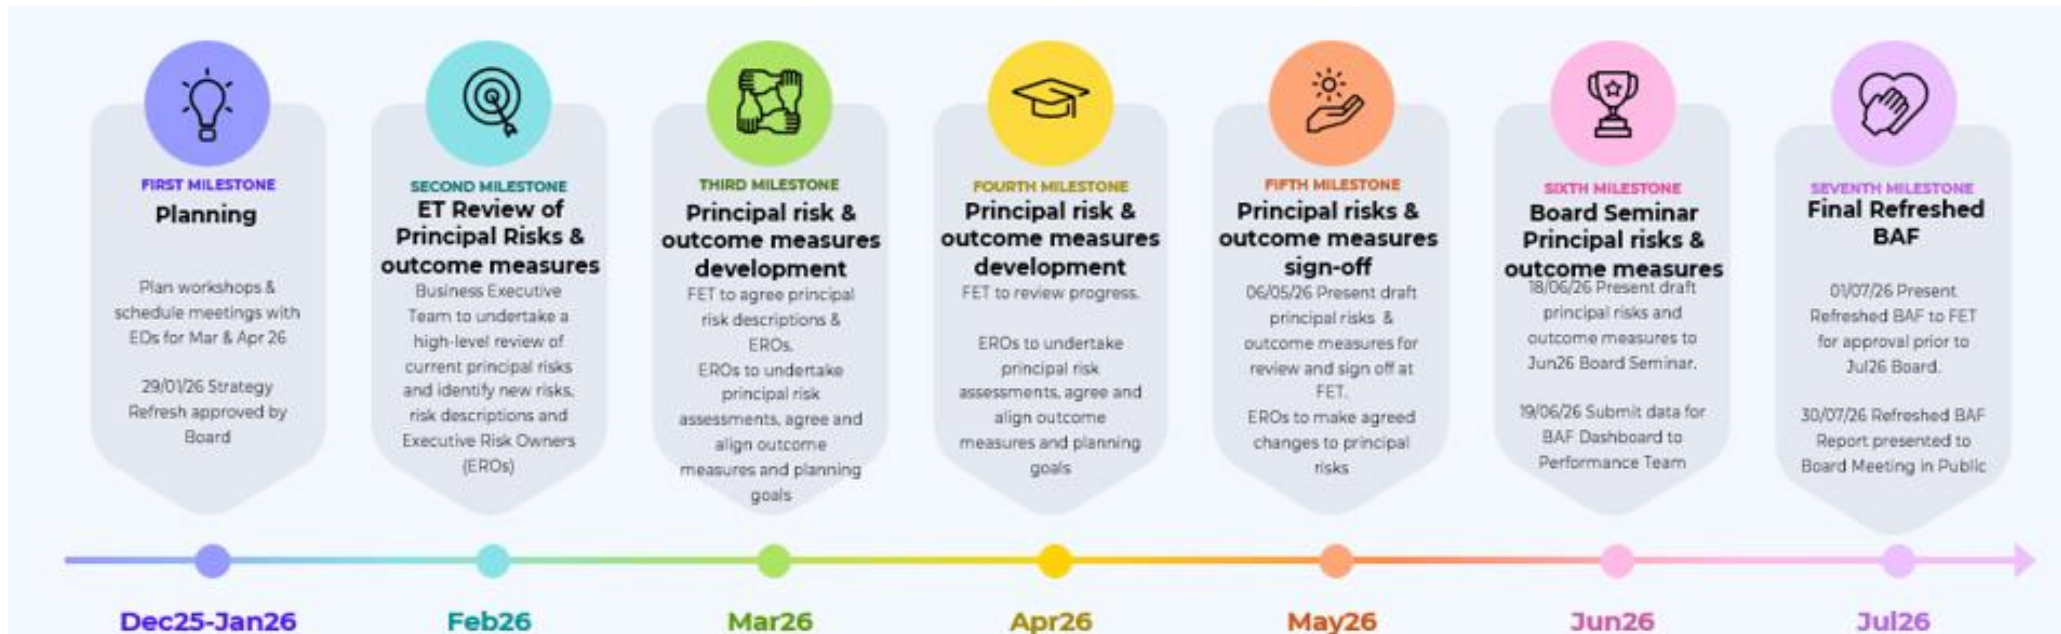 FIRST MILESTONE
Planning
Plan workshops &
schedule meetings with
EDs for Mar & Apr 26
29/01/26 Strategy
Refresh approved by
Board
SECOND MILESTONE
ET Review of
Principal Risks &
outcome measures
Business Executive
Team to undertake a
high-level review of
current principal risks
and identify new risks,
risk descriptions and
Executive Risk Owners
(EROs)
THIRD MILESTONE
Principal risk &
outcome measures
development
FET to agree principal
risk descriptions &
EROs.
EROs to undertake
principal risk
assessments, agree and
align outcome
measures and planning
goals
FOURTH MILESTONE
Principal risk &
outcome measures
development
FET to review progress.
EROs to undertake
principal risk
assessments, agree and
align outcome
measures and planning
goals
FIFTH MILESTONE
Principal risks &
outcome measures
sign-off
06/05/26 Present draft
principal risks &
outcome measures for
review and sign off at
FET.
EROs to make agreed
changes to principal
risks
SIXTH MILESTONE
Board Seminar
Principal risks &
outcome measures
18/06/26 Present draft
principal risks and
outcome measures to
Jun26 Board Seminar.
19/06/26 Submit data for
BAF Dashboard to
Performance Team
SEVENTH MILESTONE
Final Refreshed
BAF
01/07/26 Present
Refreshed BAF to FET
for approval prior to
Jul26 Board.
30/07/26 Refreshed BAF
Report presented to
Board Meeting in Public
Dec25-Jan26
Feb26
Mar26
Apr26
May26
Jun26
Jul26